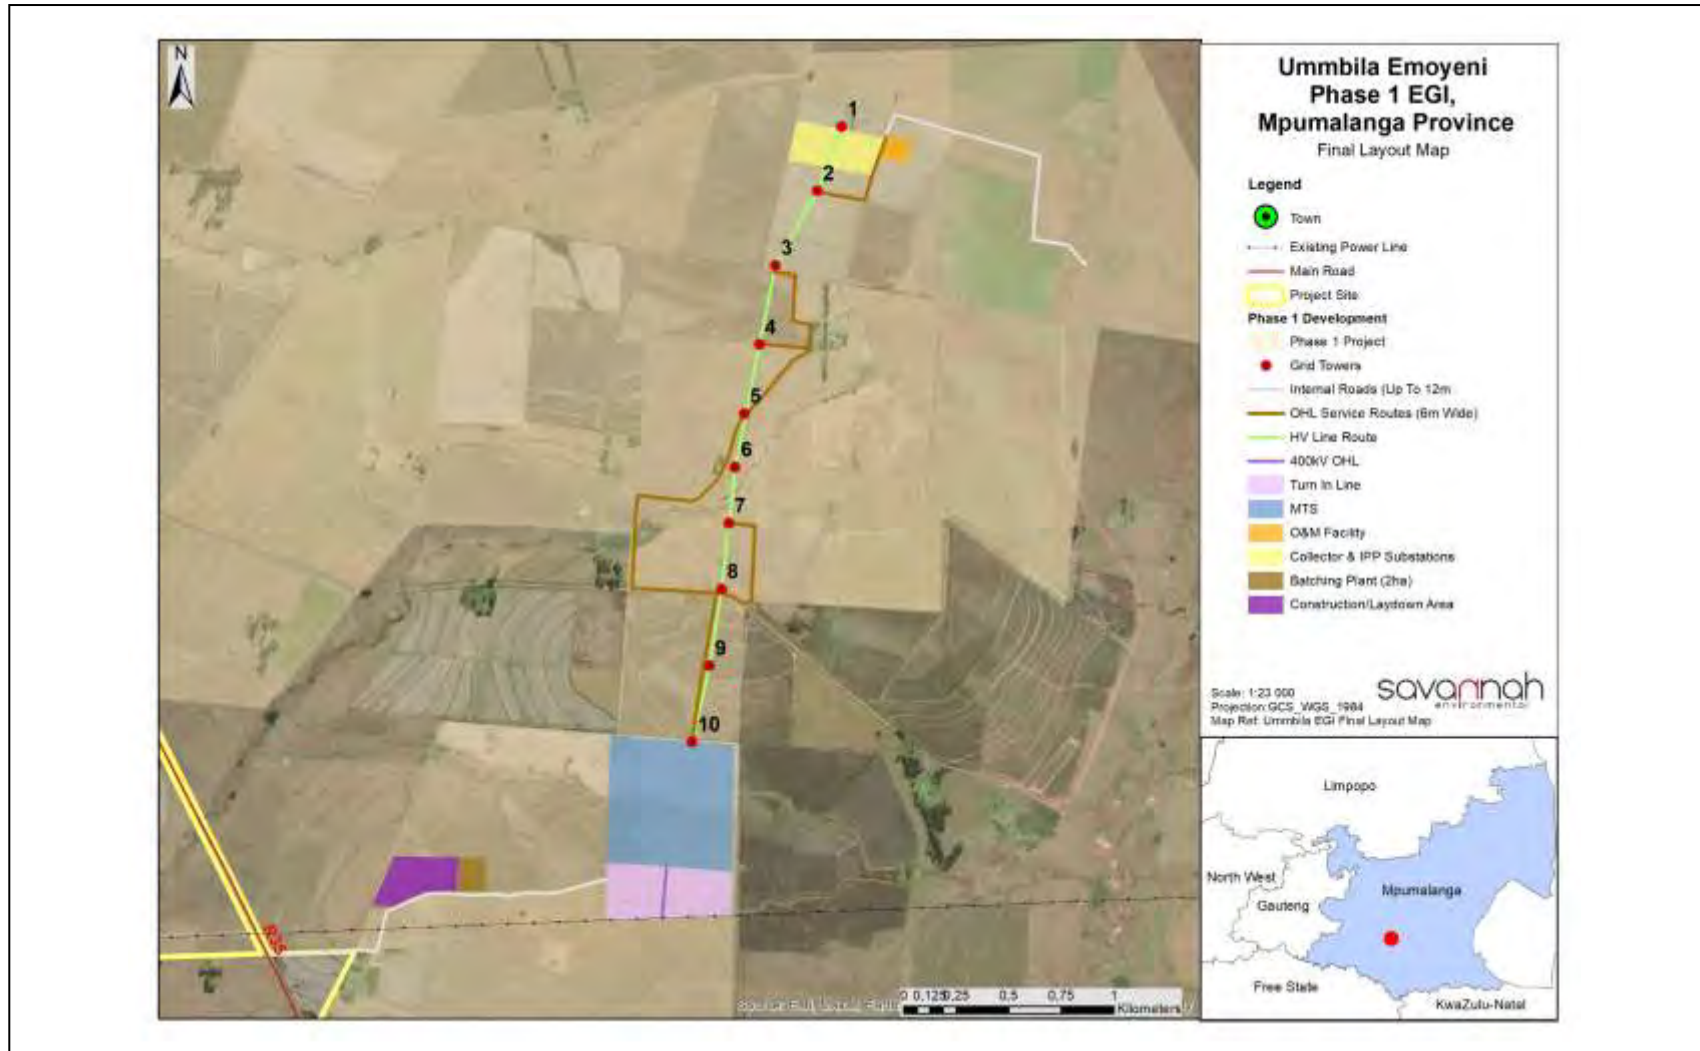 N
1
2
3
4
5
6
7
8
9
10
R35
0 0,125 0,25 0,5 0,75 1
Kilometers
Ummbila Emoyeni
Phase 1 EGI,
Mpumalanga Province
Final Layout Map
Legend
Town
Existing Power Line
Main Road
Project Site
Phase 1 Development
Phase 1 Project
Grid Towers
Internal Roads (Up To 12m
OHL Service Routes (6m Wide)
HV Line Route
400kV OHL
Turn In Line
MTS
O&M Facility
Collector & IPP Substations
Batching Plant (2ha)
Construction/Laydown Area
savannah
environmental
Scale: 1:23 000
Projection:GCS_WGS_1984
Map Ref: Ummbila EGI Final Layout Map
Limpopo
North West
Gauteng
Mpumalanga
Free State
KwaZulu-Natal